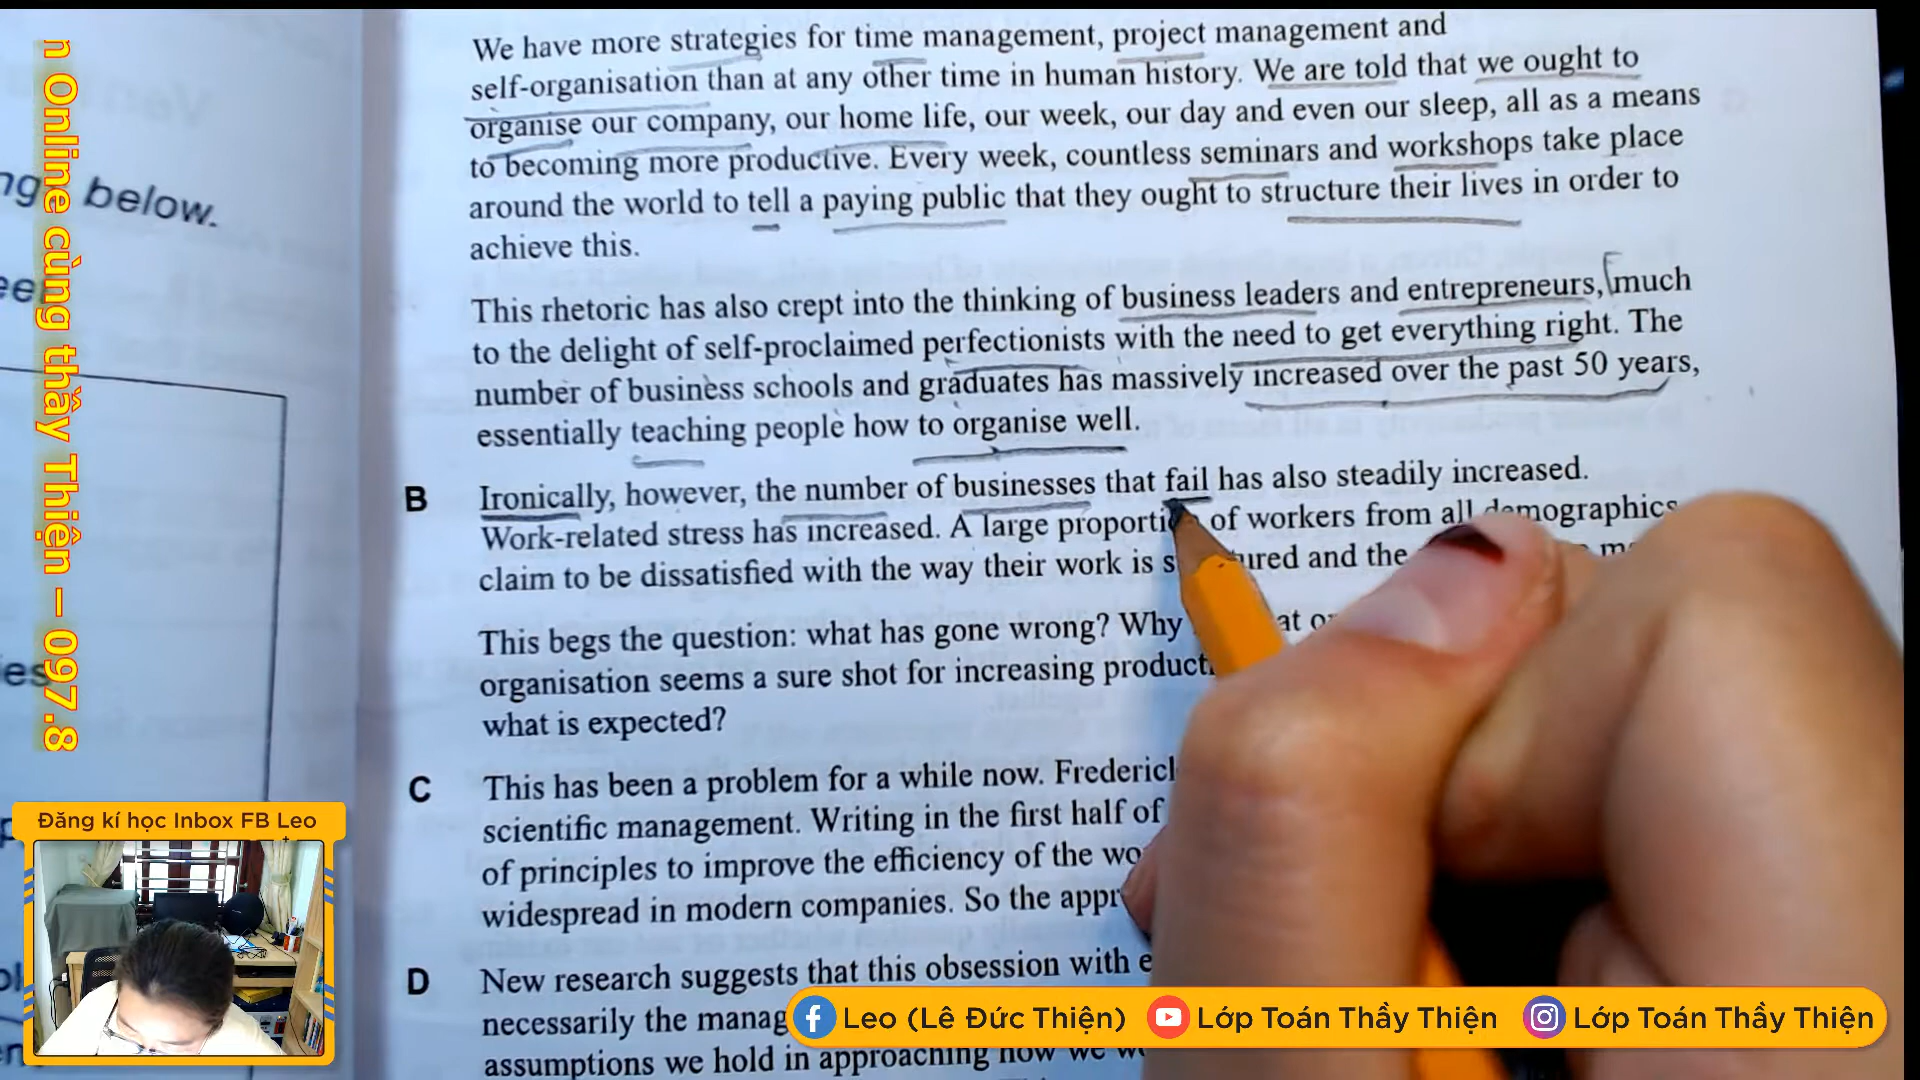 We have more strategies for time management, project management and
self-organisation than at any other time in human history. We are told that we ought to
organise our company, our home life, our week, our day and even our sleep, all as a means
to becoming more productive. Every week, countless seminars and workshops take place
around the world to tell a paying public that they ought to structure their lives in order to
achieve this.
This rhetoric has also crept into the thinking of business leaders and entrepreneurs, much
to the delight of self-proclaimed perfectionists with the need to get everything right. The
number of business schools and graduates has massively increased over the past 50 years,
essentially teaching people how to organise well.
B Ironically, however, the number of businesses that fail has also steadily increased.
Work-related stress has increased. A large of workers from all demographics
claim to be dissatisfied with the way their work is and the
This begs the question: what has gone wrong? Why
organisation seems a sure shot for increasing
what is expected?
C This has been a problem for a while now.
scientific management. Writing in the first half of
of principles to improve the efficiency of the
widespread in modern companies. So the
D New research suggests that this obsession with
necessarily the
assumptions we hold in approaching how we
below.
n Online cùng thầy Thiện – 097.8
Đăng kí học Inbox FB Leo
Leo (Lê Đức Thiện) Lớp Toán Thầy Thiện Lớp Toán Thầy Thiện